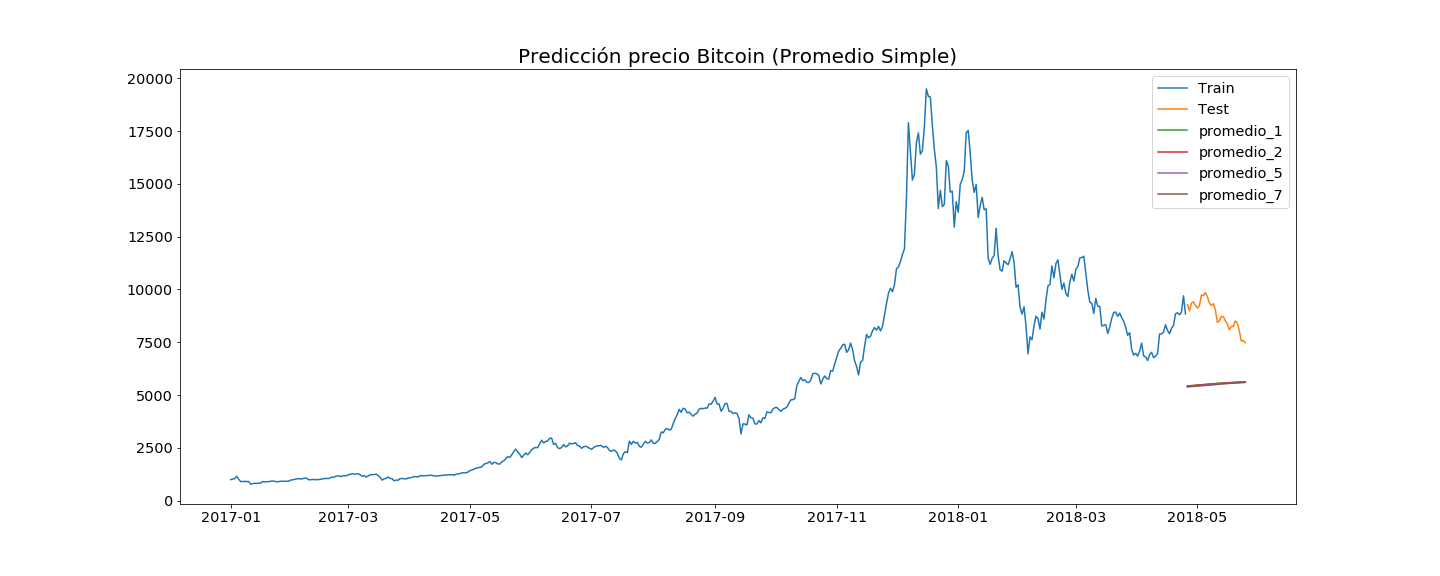 Predicción precio Bitcoin (Promedio Simple)
20000
17500
15000
12500
10000
7500
5000
2500
0
2017-01 2017-03 2017-05 2017-07 2017-09 2017-11 2018-01 2018-03 2018-05
Train
Test
promedio_1
promedio_2
promedio_5
promedio_7